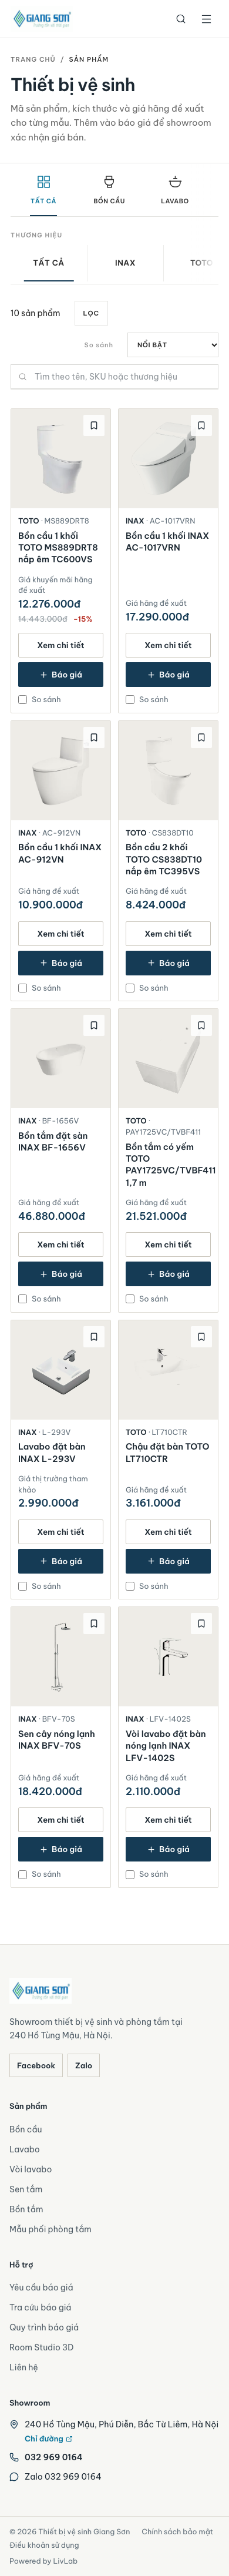 GIANG SƠN
TRANG CHỦ / SẢN PHẨM
Thiết bị vệ sinh
Mã sản phẩm, kích thước và giá hãng đề xuất
cho từng mẫu. Thêm vào báo giá để showroom
xác nhận giá bán.
TẤT CẢ
BỒN CẦU
LAVABO
THƯƠNG HIỆU
TẤT CẢ
INAX
TOTO
10 sản phẩm
LỌC
So sánh
NỔI BẬT
Tìm theo tên, SKU hoặc thương hiệu
TOTO · MS889DRT8
Bồn cầu 1 khối
TOTO MS889DRT8
nắp êm TC600VS
Giá khuyến mãi hãng
đề xuất
12.276.000đ
14.443.000đ -15%
Xem chi tiết
+ Báo giá
So sánh
INAX · AC-1017VRN
Bồn cầu 1 khối INAX
AC-1017VRN
Giá hãng đề xuất
17.290.000đ
Xem chi tiết
+ Báo giá
So sánh
INAX · AC-912VN
Bồn cầu 1 khối INAX
AC-912VN
Giá hãng đề xuất
10.900.000đ
Xem chi tiết
+ Báo giá
So sánh
TOTO · CS838DT10
Bồn cầu 2 khối
TOTO CS838DT10
nắp êm TC395VS
Giá hãng đề xuất
8.424.000đ
Xem chi tiết
+ Báo giá
So sánh
INAX · BF-1656V
Bồn tắm đặt sàn
INAX BF-1656V
Giá hãng đề xuất
46.880.000đ
Xem chi tiết
+ Báo giá
So sánh
TOTO ·
PAY1725VC/TVBF411
Bồn tắm có yếm
TOTO
PAY1725VC/TVBF411
1,7 m
Giá hãng đề xuất
21.521.000đ
Xem chi tiết
+ Báo giá
So sánh
INAX · L-293V
Lavabo đặt bàn
INAX L-293V
Giá thị trường tham
khảo
2.990.000đ
Xem chi tiết
+ Báo giá
So sánh
TOTO · LT710CTR
Chậu đặt bàn TOTO
LT710CTR
Giá hãng đề xuất
3.161.000đ
Xem chi tiết
+ Báo giá
So sánh
INAX · BFV-70S
Sen cây nóng lạnh
INAX BFV-70S
Giá hãng đề xuất
18.420.000đ
Xem chi tiết
+ Báo giá
So sánh
INAX · LFV-1402S
Vòi lavabo đặt bàn
nóng lạnh INAX
LFV-1402S
Giá hãng đề xuất
2.110.000đ
Xem chi tiết
+ Báo giá
So sánh
GIANG SƠN
Showroom thiết bị vệ sinh và phòng tắm tại
240 Hồ Tùng Mậu, Hà Nội.
Facebook
Zalo
Sản phẩm
Bồn cầu
Lavabo
Vòi lavabo
Sen tắm
Bồn tắm
Mẫu phối phòng tắm
Hỗ trợ
Yêu cầu báo giá
Tra cứu báo giá
Quy trình báo giá
Room Studio 3D
Liên hệ
Showroom
240 Hồ Tùng Mậu, Phú Diễn, Bắc Từ Liêm, Hà Nội
Chỉ đường
032 969 0164
Zalo 032 969 0164
© 2026 Thiết bị vệ sinh Giang Sơn
Chính sách bảo mật
Điều khoản sử dụng
Powered by LivLab